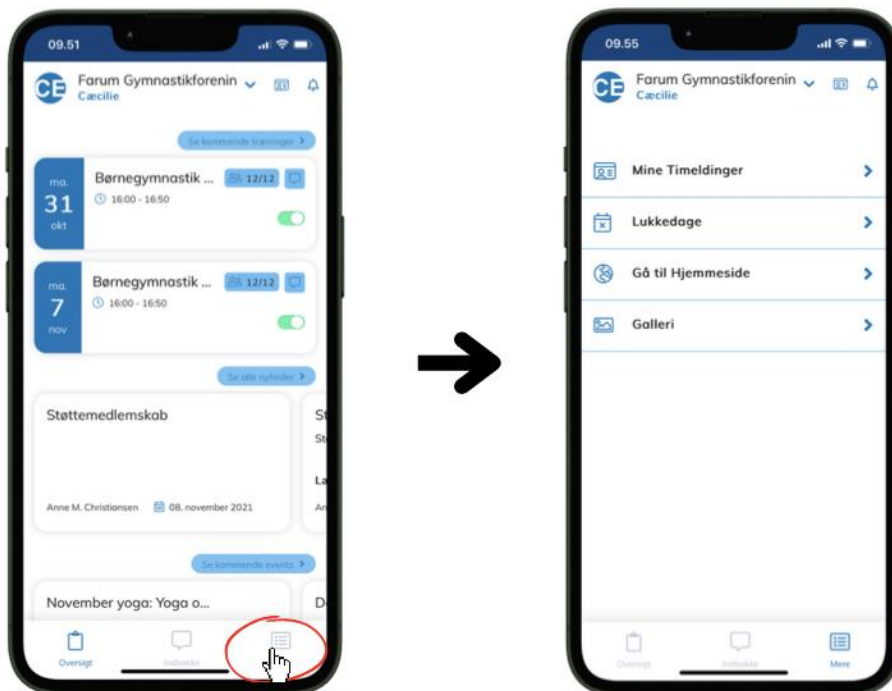 09.51
CE
Farum Gymnastikforenin
Cæcilie
Se kommende træninger
ma.
31
okt
Børnegymnastik ...
12/12
16:00 - 16:50
ma.
7
nov
Børnegymnastik ...
12/12
16:00 - 16:50
Se alle nyheder
Støttemedlemskab
Anne M. Christiansen
08. november 2021
St
Stø
Læ
An
Se kommende events
November yoga: Yoga o...
D
Oversigt
Indbakke
09.55
CE
Farum Gymnastikforenin
Cæcilie
Mine Timeldinger
Lukkedage
Gå til Hjemmeside
Galleri
Oversigt
Indbakke
Mere